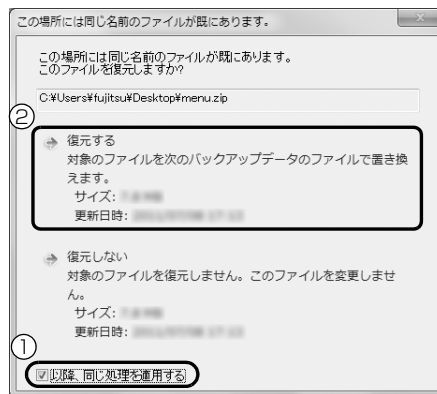 この場所には同じ名前のファイルが既にあります。
この場所には同じ名前のファイルが既にあります。
このファイルを復元しますか?
C:¥Users¥fujitsu¥Desktop¥menu.zip
②
復元する
対象のファイルを次のバックアップデータのファイルで置き換
えます。
サイズ:
更新日時:
復元しない
対象のファイルを復元しません。このファイルを変更しませ
ん。
サイズ:
更新日時:
①
以降、同じ処理を適用する